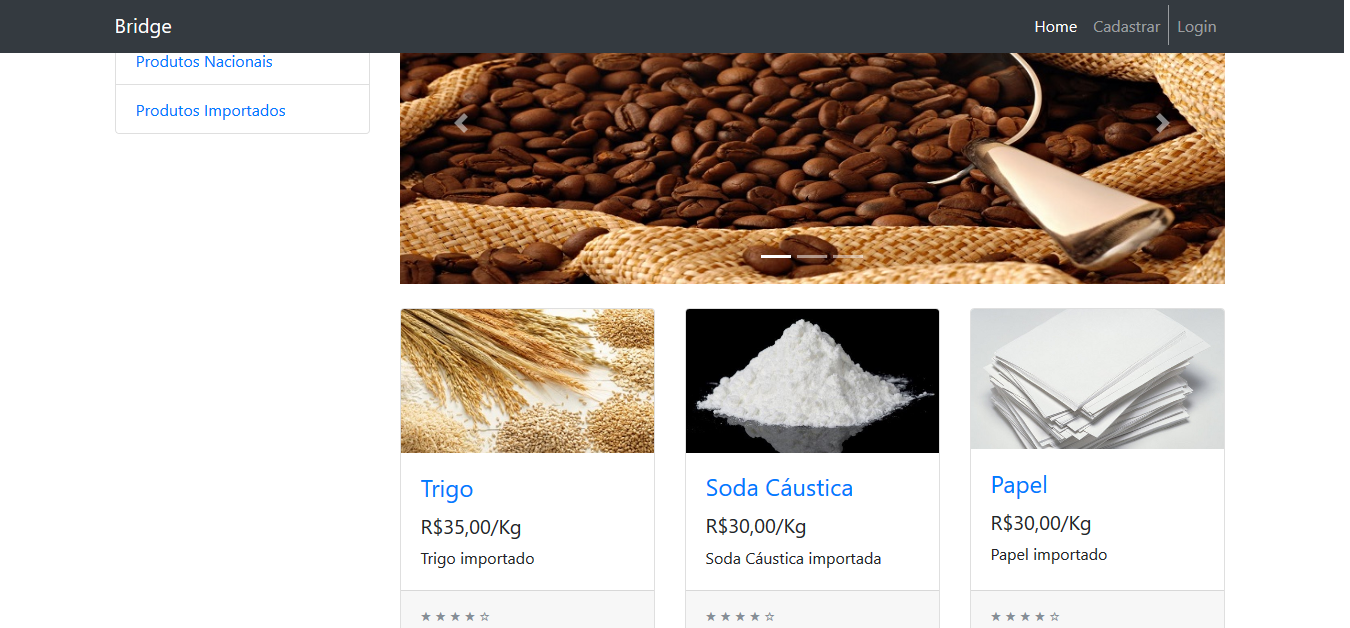 Bridge
Home
Cadastrar
Login
Produtos Nacionais
Produtos Importados
Trigo
R$35,00/Kg
Trigo importado
★ ★ ★ ★ ☆
Soda Cáustica
R$30,00/Kg
Soda Cáustica importada
★ ★ ★ ★ ☆
Papel
R$30,00/Kg
Papel importado
★ ★ ★ ★ ☆